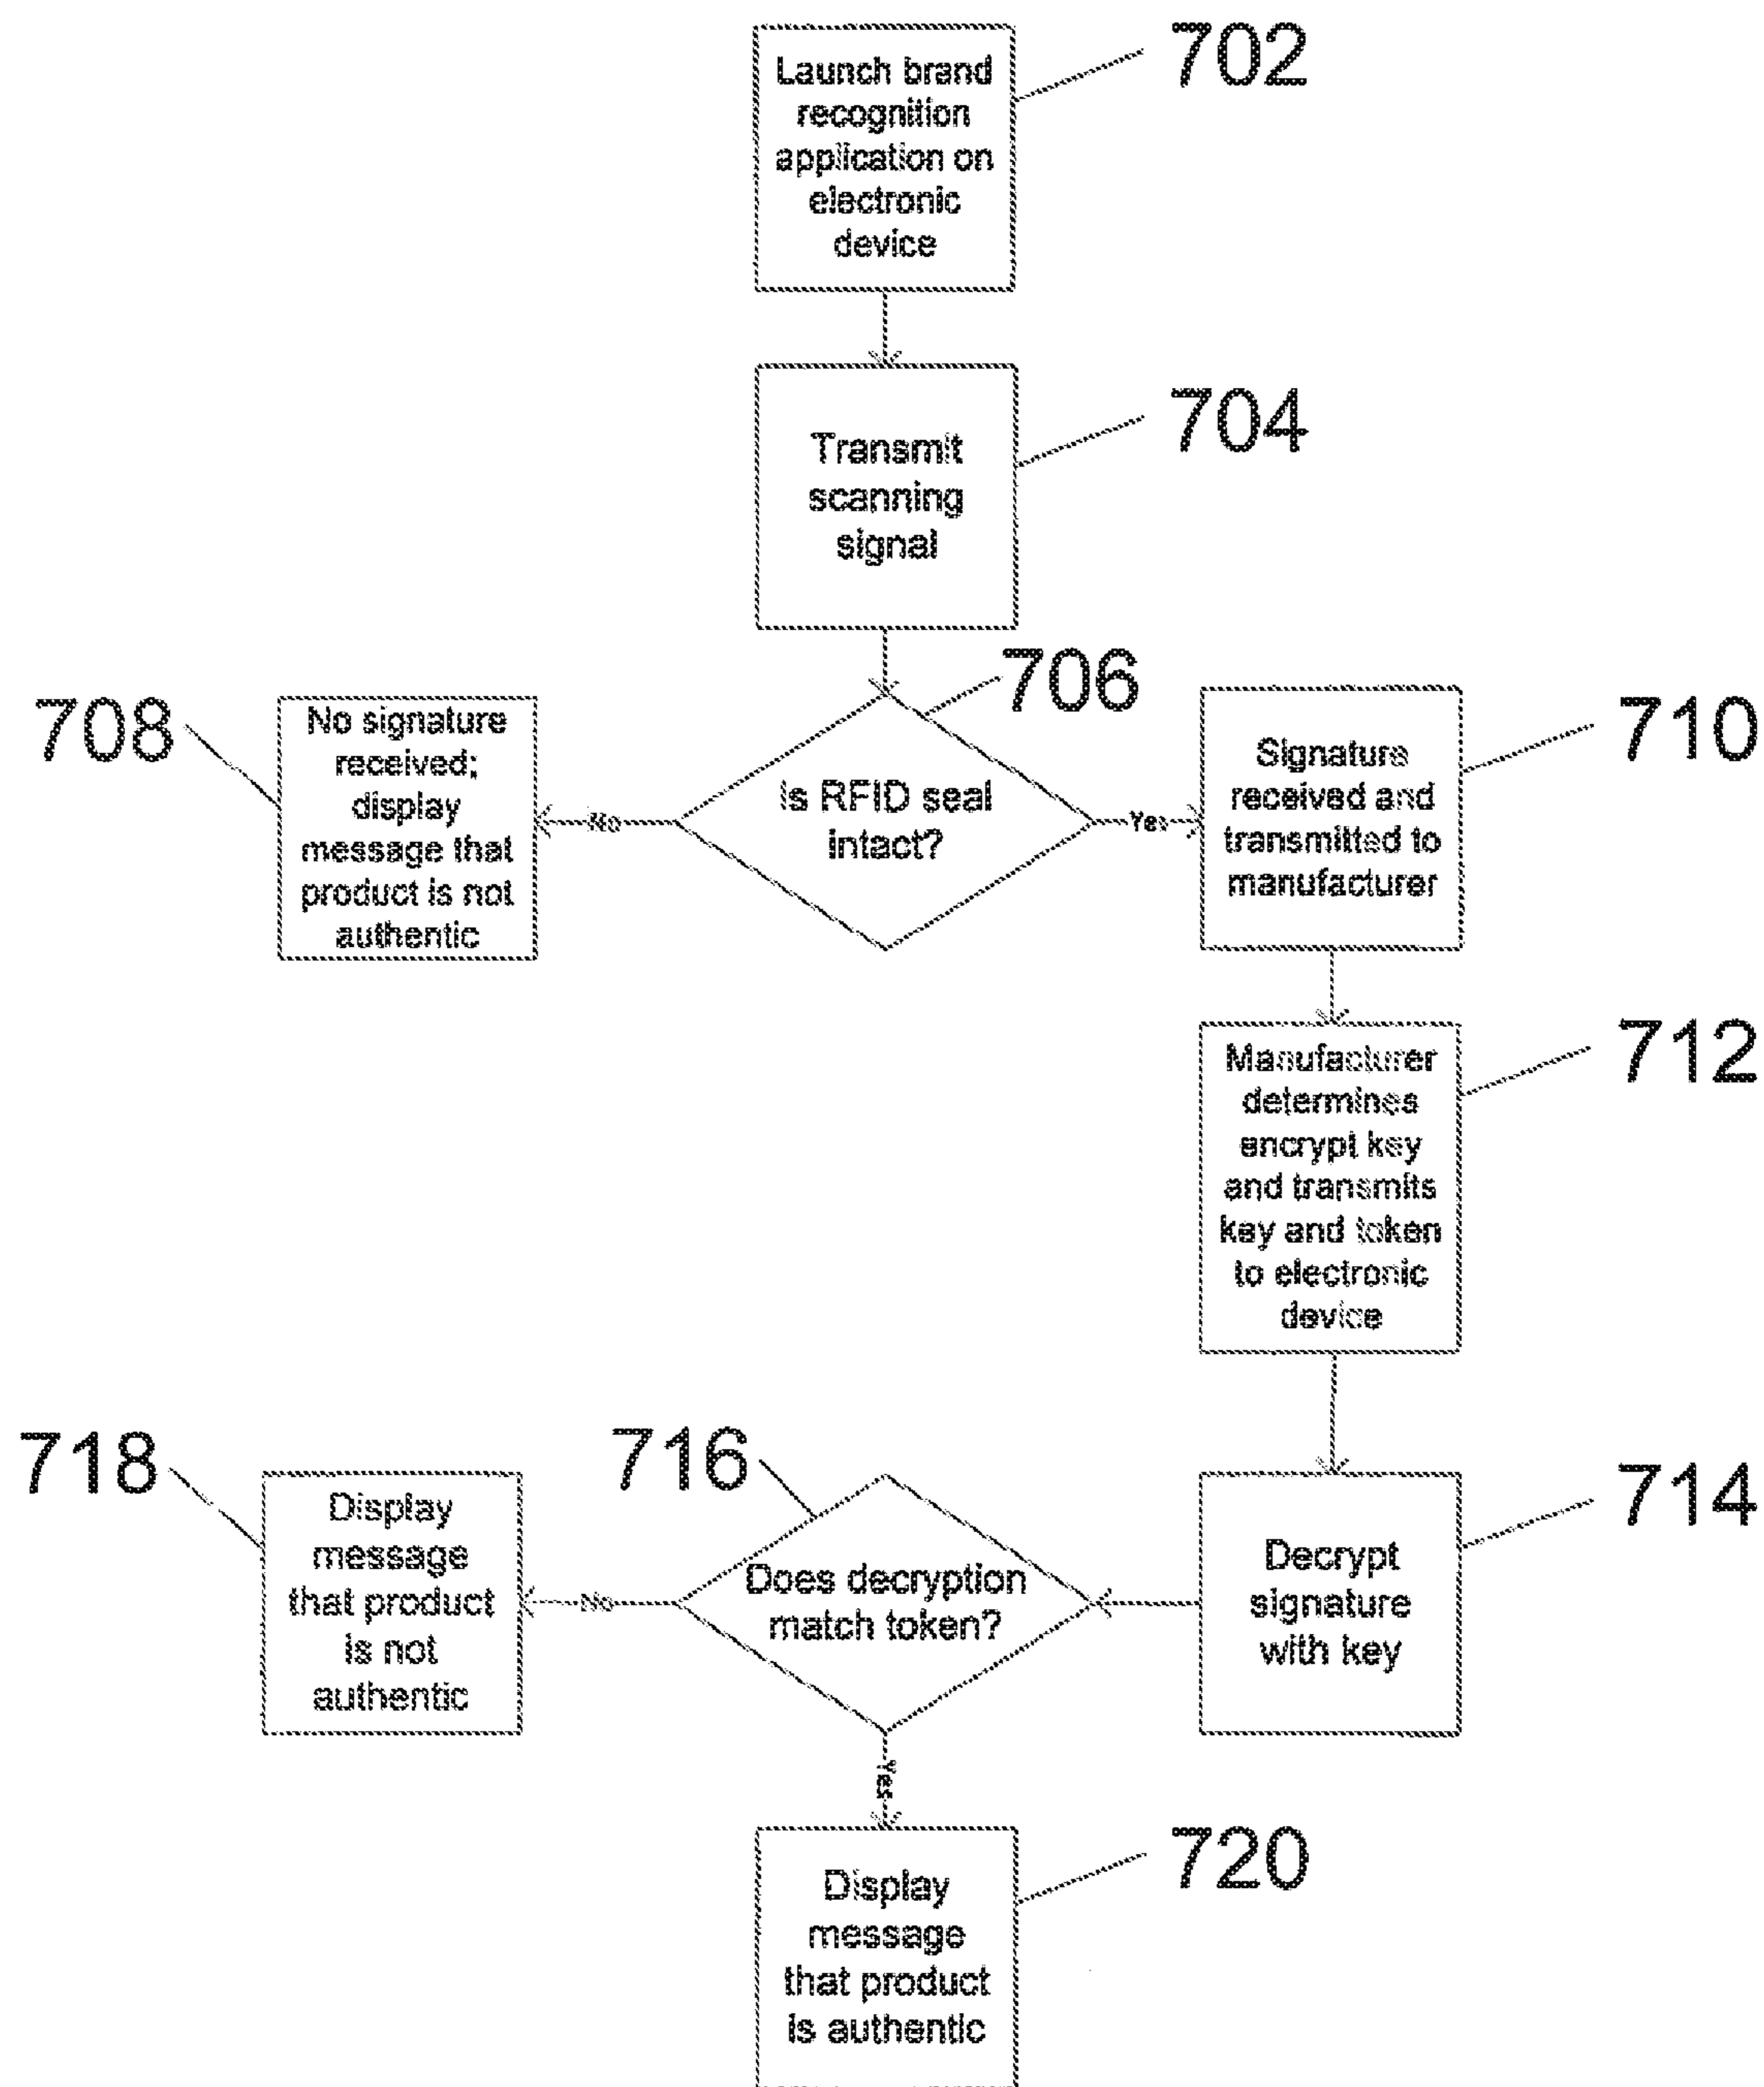 Launch brand
recognition
application on
electronic
device
702
Transmit
scanning
signal
704
Is RFID seal
intact?
706
No
No signature
received;
display
message that
product is not
authentic
708
Yes
Signature
received and
transmitted to
manufacturer
710
Manufacturer
determines
encrypt key
and transmits
key and token
to electronic
device
712
Decrypt
signature
with key
714
Does decryption
match token?
716
No
Display
message
that product
is not
authentic
718
Yes
Display
message
that product
is authentic
720